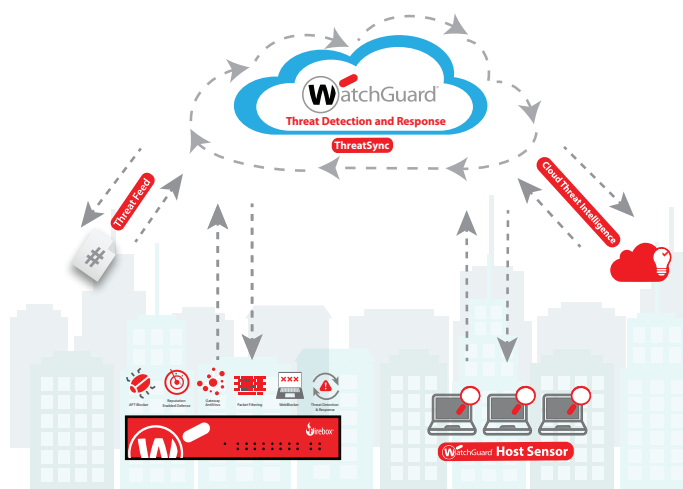 WatchGuard
Threat Detection and Response
ThreatSync
Threat Feed
Cloud Threat Intelligence
#
APT Blocker
Reputation
Enabled Defense
Gateway
AntiVirus
Packet Filtering
WebBlocker
Threat Detection
& Response
xxx
W
Firebox
WatchGuard Host Sensor